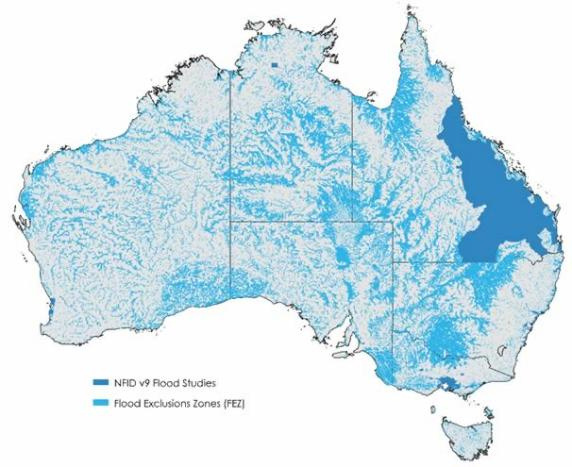 NFID v9 Flood Studies
Flood Exclusions Zones (FEZ)